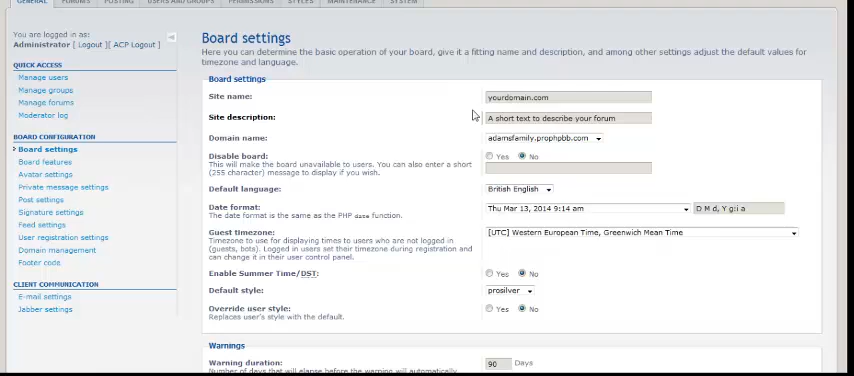 GENERAL FORUMS POSTING USERS AND GROUPS PERMISSIONS STYLES MAINTENANCE SYSTEM
You are logged in as:
Administrator [ Logout ][ ACP Logout ]
QUICK ACCESS
Manage users
Manage groups
Manage forums
Moderator log
BOARD CONFIGURATION
Board settings
Board features
Avatar settings
Private message settings
Post settings
Signature settings
Feed settings
User registration settings
Domain management
Footer code
CLIENT COMMUNICATION
E-mail settings
Jabber settings
Board settings
Here you can determine the basic operation of your board, give it a fitting name and description, and among other settings adjust the default values for
timezone and language.
Board settings
Site name: yourdomain.com
Site description: A short text to describe your forum
Domain name: adamsfamily.prophpbb.com
Disable board: Yes No
This will make the board unavailable to users. You can also enter a short
(255 character) message to display if you wish.
Default language: British English
Date format: Thu Mar 13, 2014 9:14 am D M d, Y g:i a
The date format is the same as the PHP date function.
Guest timezone: [UTC] Western European Time, Greenwich Mean Time
Timezone to use for displaying times to users who are not logged in
(guests, bots). Logged in users set their timezone during registration and
can change it in their user control panel.
Enable Summer Time/DST: Yes No
Default style: prosilver
Override user style: Yes No
Replaces user's style with the default.
Warnings
Warning duration: 90 Days
Number of days that will elapse before the warning will automatically